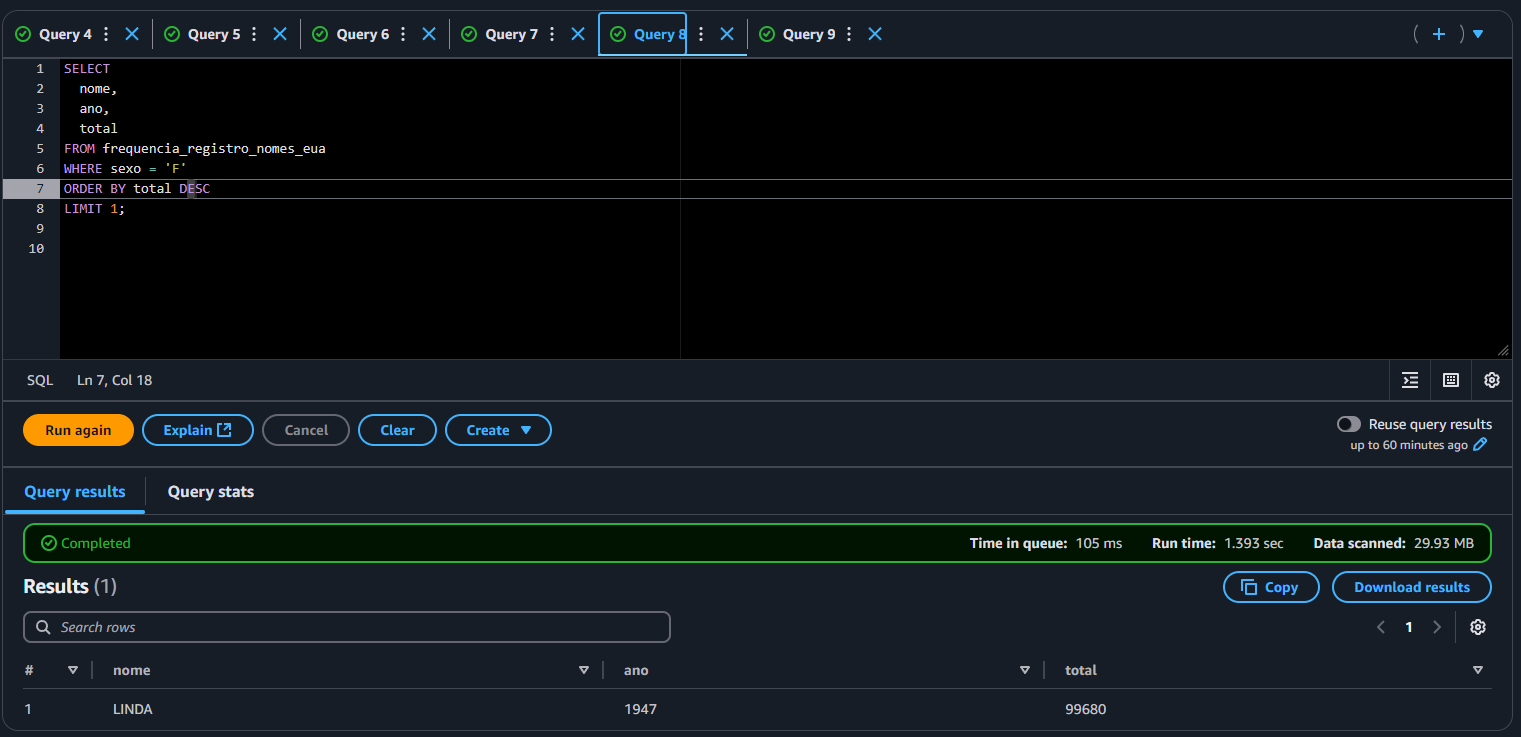 Query 4 Query 5 Query 6 Query 7 Query 8 Query 9
1 SELECT
2 nome,
3 ano,
4 total
5 FROM frequencia_registro_nomes_eua
6 WHERE sexo = 'F'
7 ORDER BY total DESC
8 LIMIT 1;
9
10
SQL Ln 7, Col 18
Run again Explain Cancel Clear Create Reuse query results
up to 60 minutes ago
Query results Query stats
Completed Time in queue: 105 ms Run time: 1.393 sec Data scanned: 29.93 MB
Results (1) Copy Download results
Search rows 1
# nome ano total
1 LINDA 1947 99680